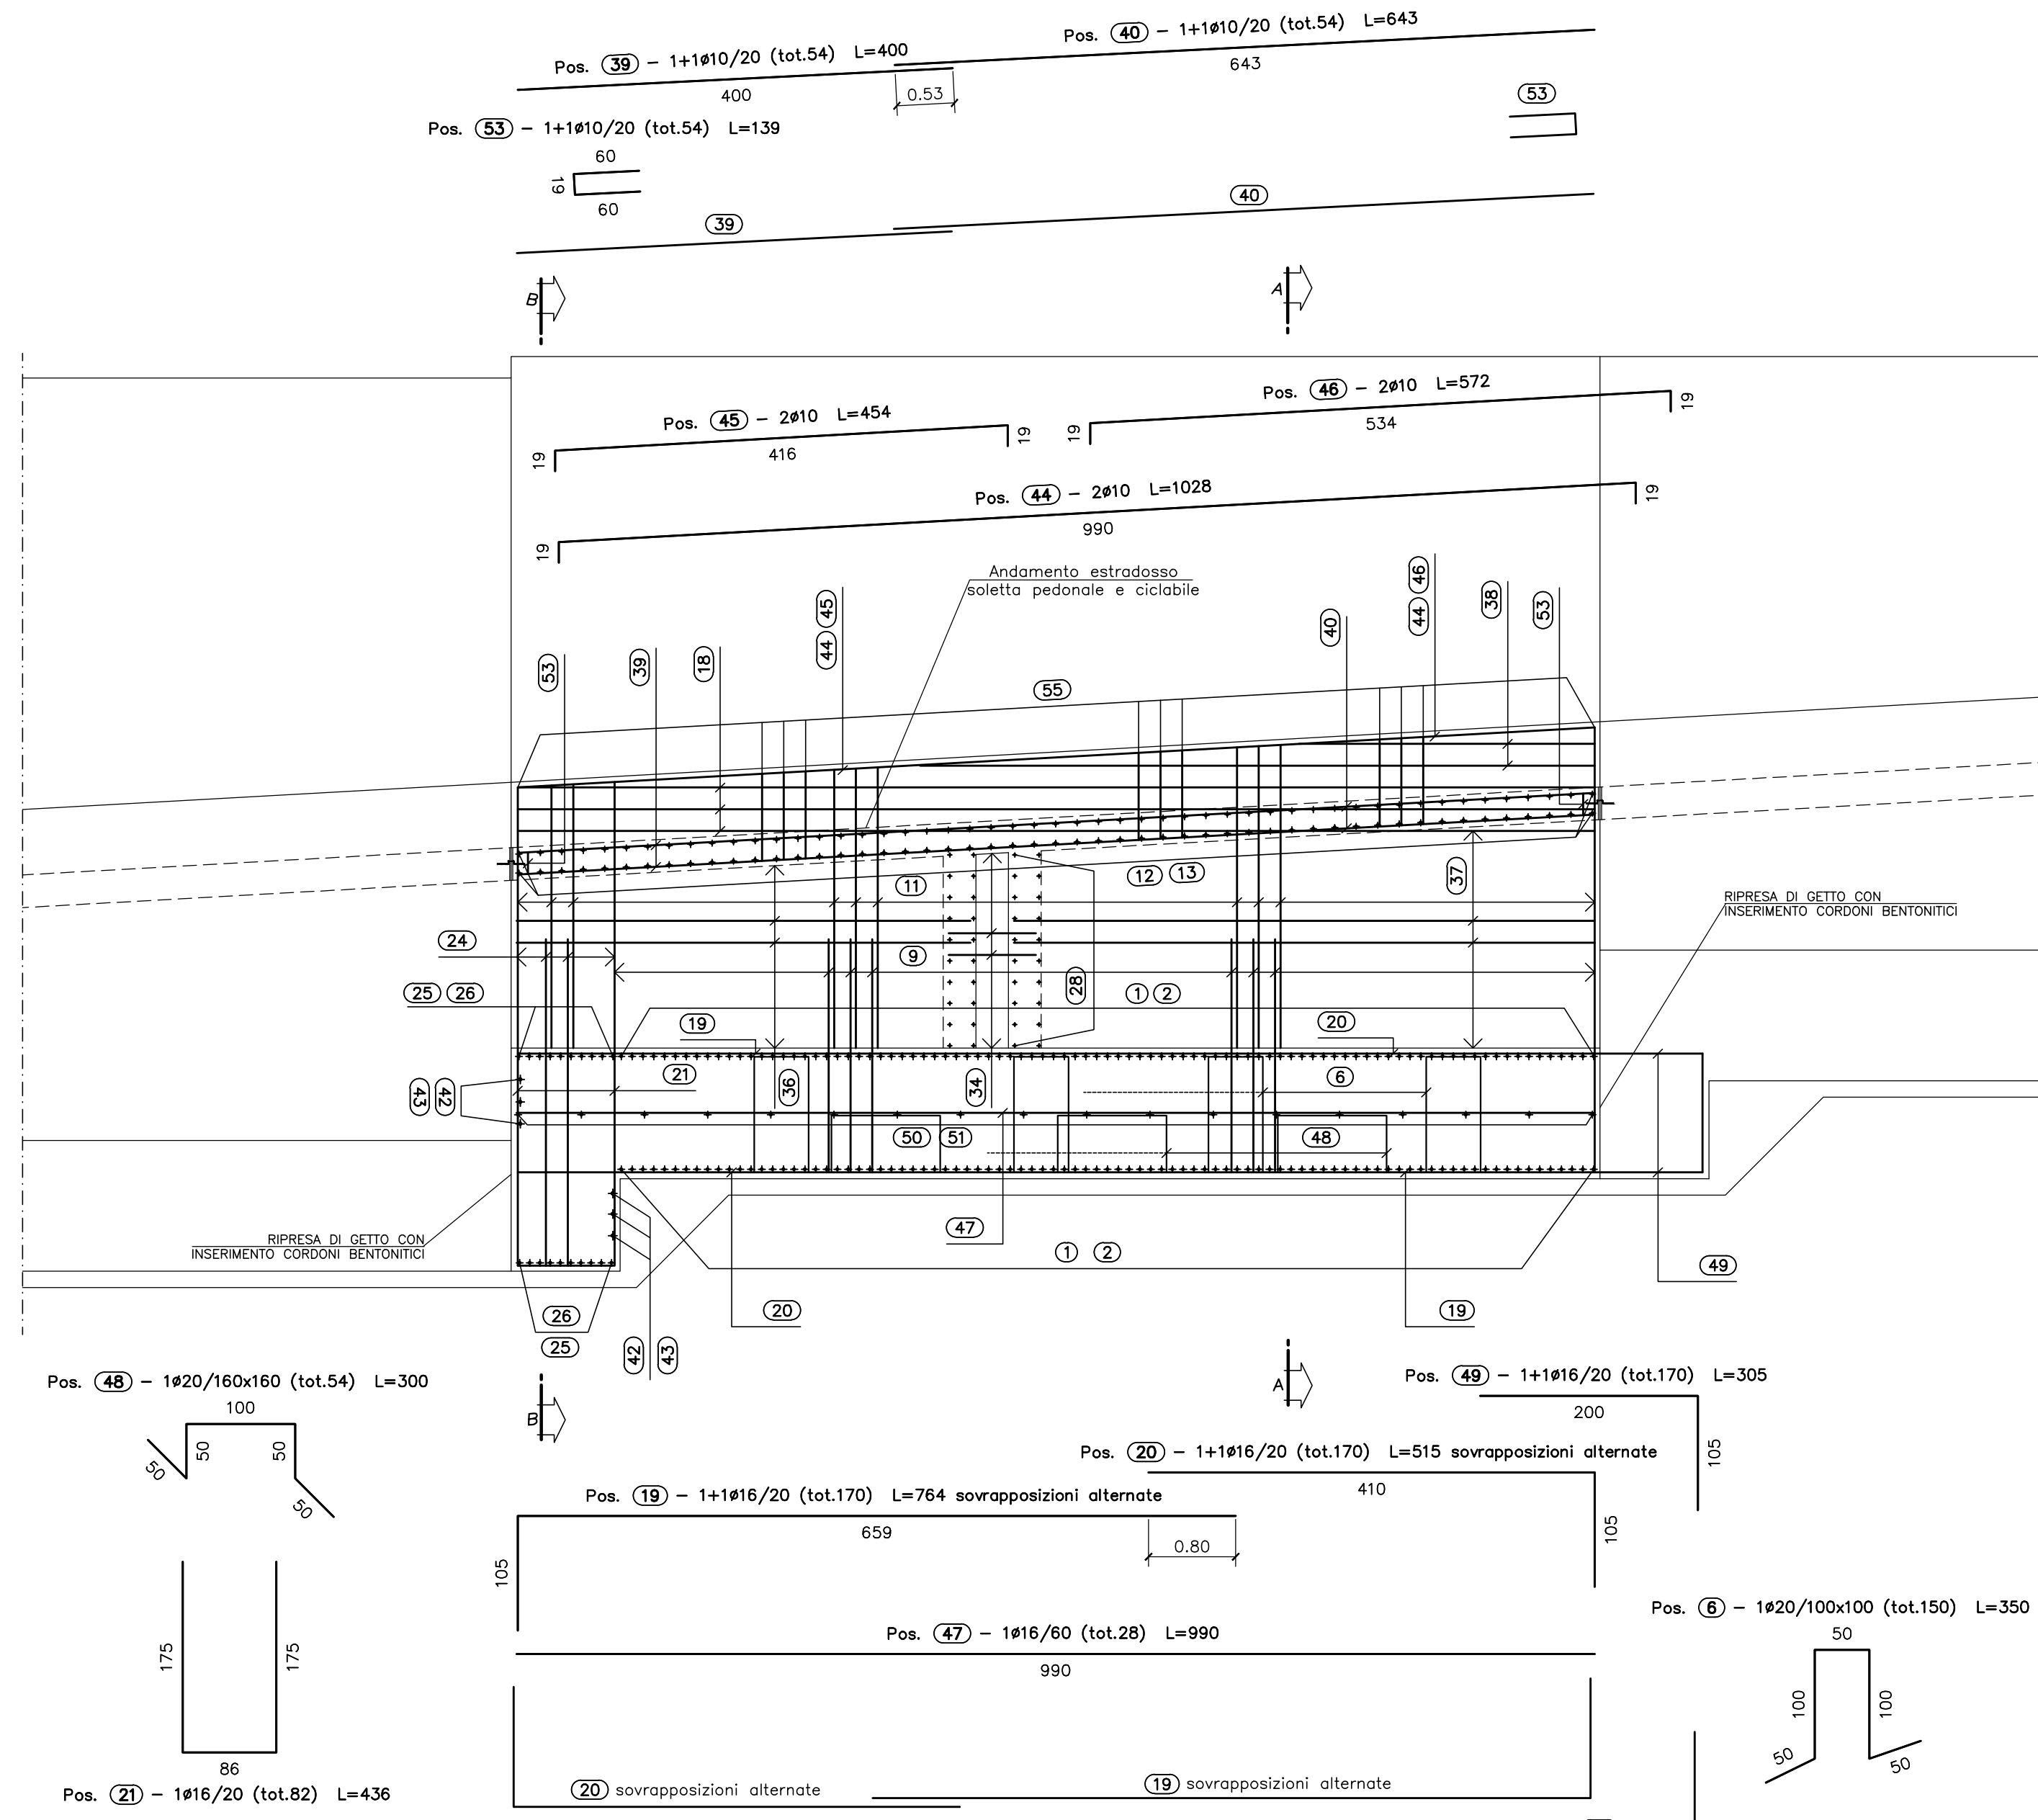 Pos. 40 – 1+1ø10/20 (tot.54) L=643
643
Pos. 39 – 1+1ø10/20 (tot.54) L=400
400
0.53
53
Pos. 53 – 1+1ø10/20 (tot.54) L=139
60
19
60
39
40
B
A
Pos. 46 – 2ø10 L=572
19
534
19
Pos. 45 – 2ø10 L=454
19
416
19
Pos. 44 – 2ø10 L=1028
19
990
19
Andamento estradosso
soletta pedonale e ciclabile
53
39
18
44 45
40
44 46
38
53
55
11
12 13
37
RIPRESA DI GETTO CON
INSERIMENTO CORDONI BENTONITICI
24
9
28
25 26
1 2
19
20
43 42
21
36
34
6
50 51
48
47
RIPRESA DI GETTO CON
INSERIMENTO CORDONI BENTONITICI
1 2
49
26
25
20
19
42 43
B
A
Pos. 48 – 1ø20/160x160 (tot.54) L=300
100
50
50
50
50
Pos. 49 – 1+1ø16/20 (tot.170) L=305
200
105
Pos. 20 – 1+1ø16/20 (tot.170) L=515 sovrapposizioni alternate
410
105
Pos. 19 – 1+1ø16/20 (tot.170) L=764 sovrapposizioni alternate
659
0.80
105
Pos. 47 – 1ø16/60 (tot.28) L=990
990
Pos. 6 – 1ø20/100x100 (tot.150) L=350
50
100
100
50
50
175
175
86
Pos. 21 – 1ø16/20 (tot.82) L=436
20 sovrapposizioni alternate
19 sovrapposizioni alternate